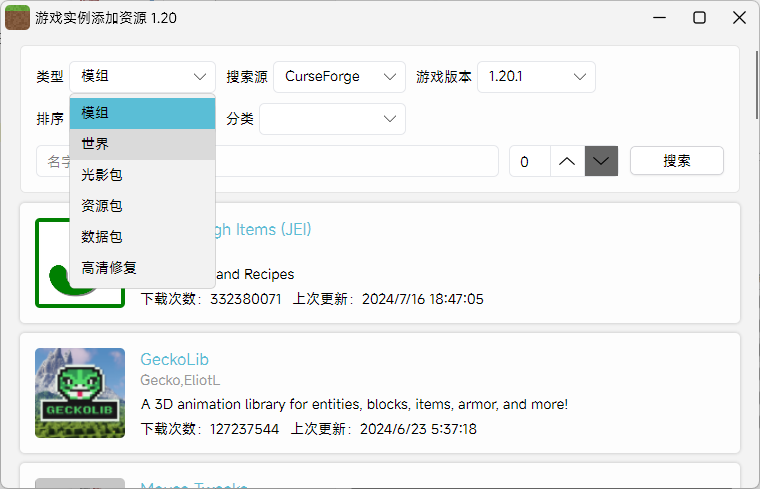 游戏实例添加资源 1.20
类型 模组 搜索源 CurseForge 游戏版本 1.20.1
排序 分类
名字
0 搜索
模组
世界
光影包
资源包
数据包
高清修复
Items (JEI)
and Recipes
下载次数：332380071 上次更新：2024/7/16 18:47:05
GeckoLib
Gecko,EliotL
A 3D animation library for entities, blocks, items, armor, and more!
下载次数：127237544 上次更新：2024/6/23 5:37:18
GECKOLIB
Mouse Tweaks